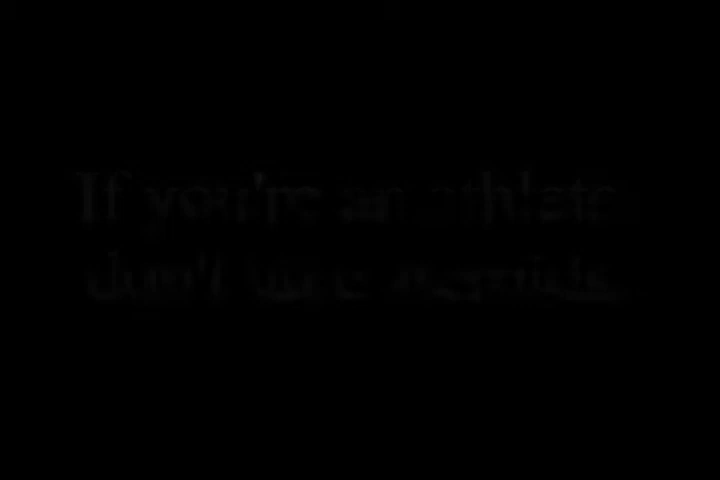 If you're an athlete,
don't take steroids.